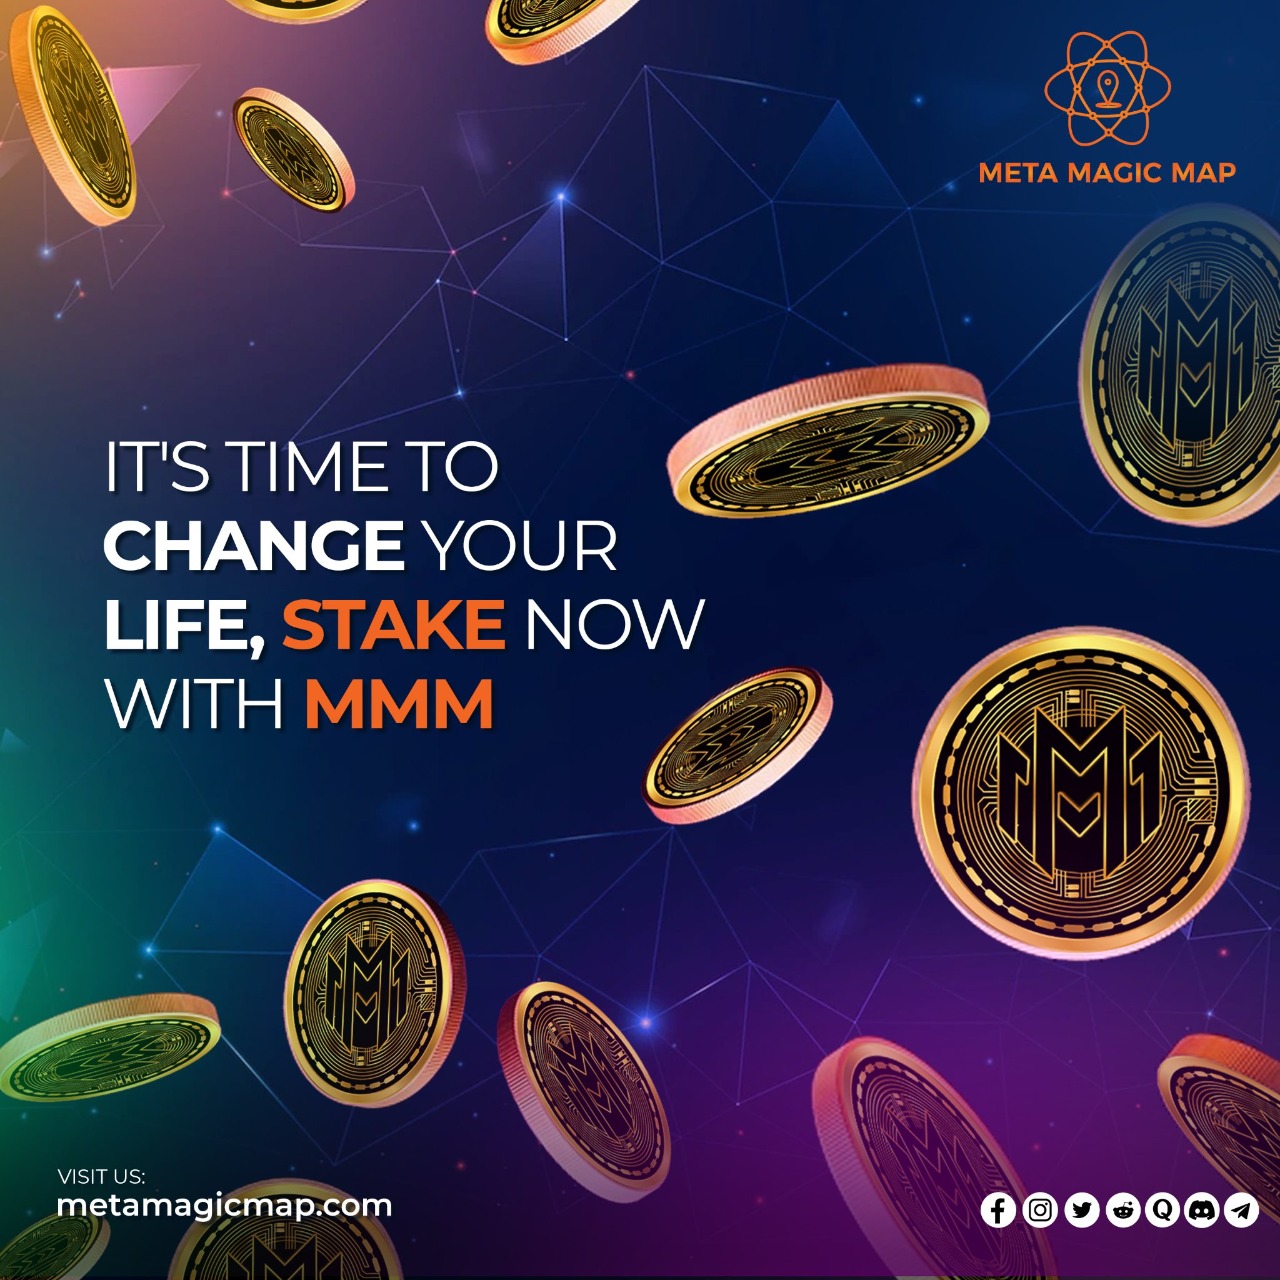 META MAGIC MAP
IT'S TIME TO
CHANGE YOUR
LIFE, STAKE NOW
WITH MMM
VISIT US:
metamagicmap.com